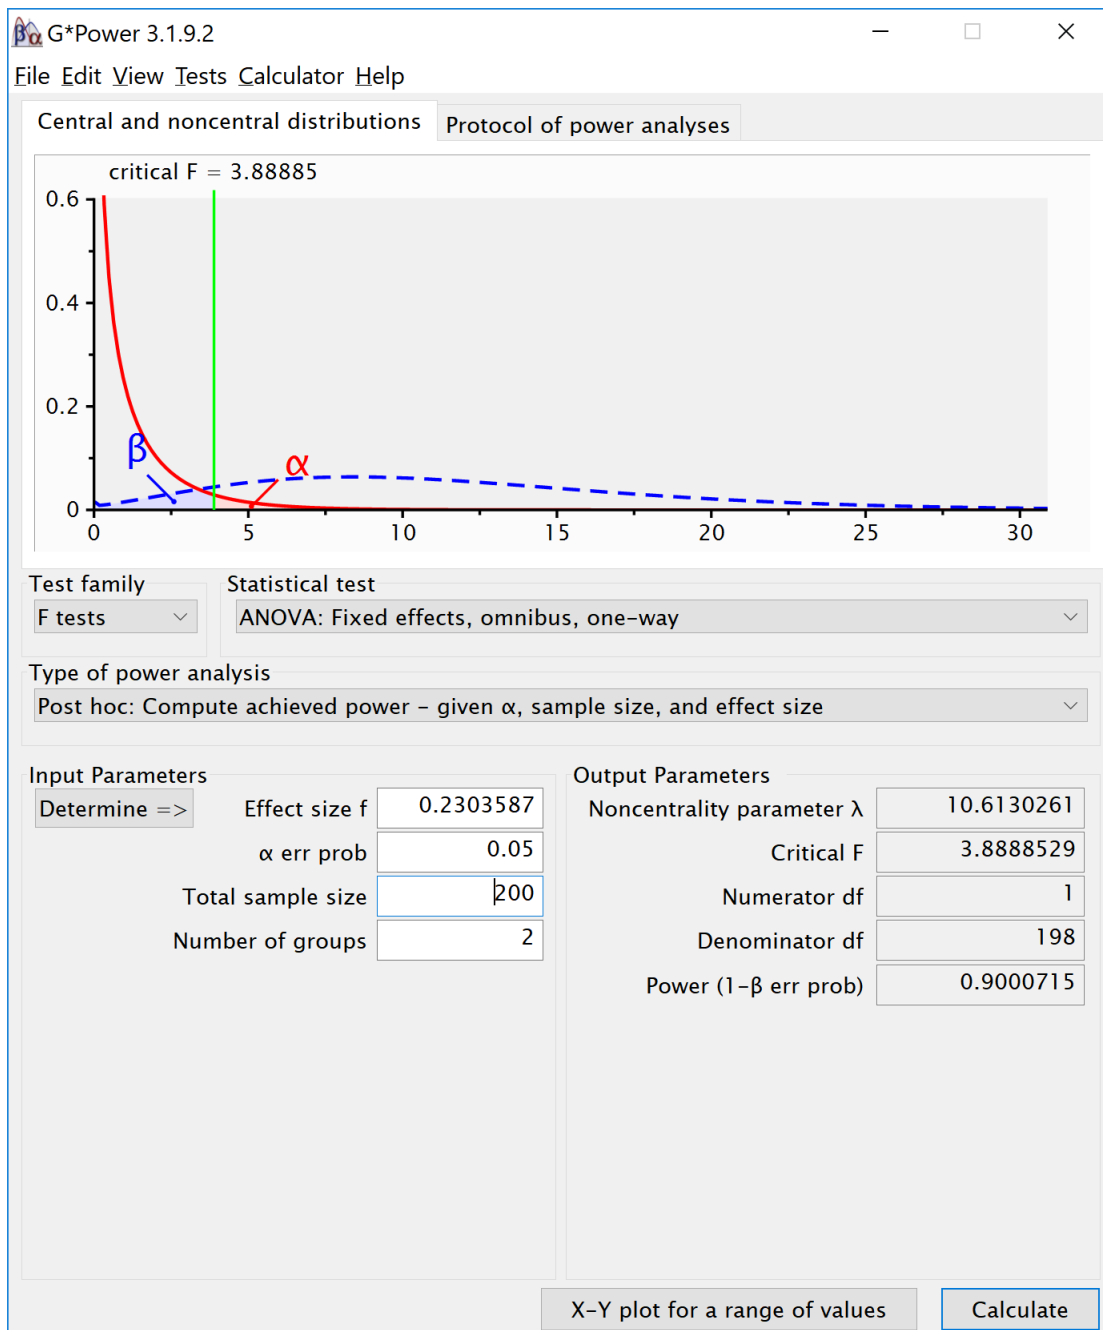 G*Power 3.1.9.2
File Edit View Tests Calculator Help
Central and noncentral distributions Protocol of power analyses
critical F = 3.88885
0.6
0.4
0.2
0
β
α
0 5 10 15 20 25 30
Test family Statistical test
F tests ANOVA: Fixed effects, omnibus, one-way
Type of power analysis
Post hoc: Compute achieved power - given α, sample size, and effect size
Input Parameters
Determine => Effect size f 0.2303587
α err prob 0.05
Total sample size 200
Number of groups 2
Output Parameters
Noncentrality parameter λ 10.6130261
Critical F 3.8888529
Numerator df 1
Denominator df 198
Power (1-β err prob) 0.9000715
X-Y plot for a range of values Calculate